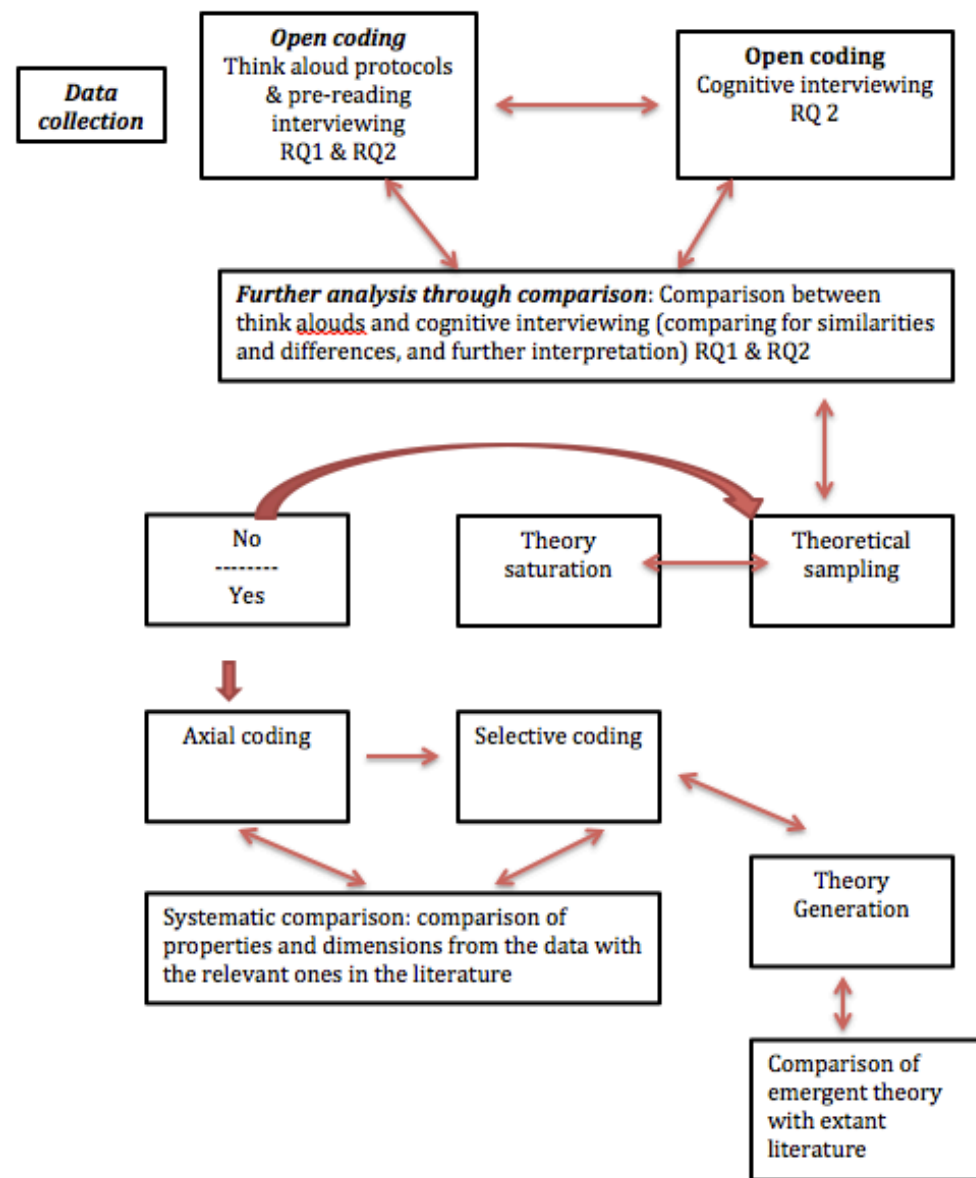 Data
collection
Open coding
Think aloud protocols
& pre-reading
interviewing
RQ1 & RQ2
Open coding
Cognitive interviewing
RQ 2
Further analysis through comparison: Comparison between
think alouds and cognitive interviewing (comparing for similarities
and differences, and further interpretation) RQ1 & RQ2
No
--------
Yes
Theory
saturation
Theoretical
sampling
Axial coding
Selective coding
Systematic comparison: comparison of
properties and dimensions from the data with
the relevant ones in the literature
Theory
Generation
Comparison of
emergent theory
with extant
literature